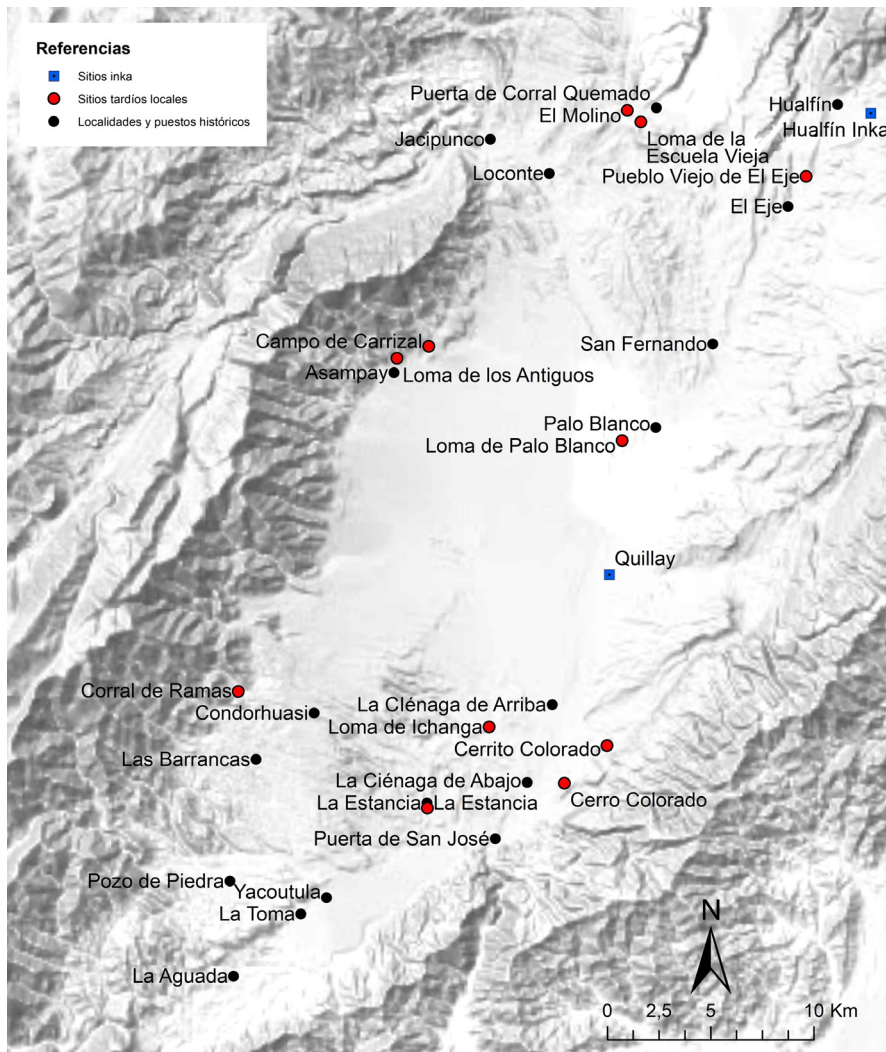 Referencias
Sitios inka
Sitios tardíos locales
Localidades y puestos históricos
Puerta de Corral Quemado
El Molino
Hualfín
Hualfín Inka
Jacipunco
Loma de la
Escuela Vieja
Loconte
Pueblo Viejo de El Eje
El Eje
Campo de Carrizal
San Fernando
Asampay
Loma de los Antiguos
Palo Blanco
Loma de Palo Blanco
Quillay
Corral de Ramas
La CIénaga de Arriba
Condorhuasi
Loma de Ichanga
Cerrito Colorado
Las Barrancas
La Ciénaga de Abajo
La Estancia
La Estancia
Cerro Colorado
Puerta de San José
Pozo de Piedra
Yacoutula
La Toma
La Aguada
N
0 2,5 5 10 Km